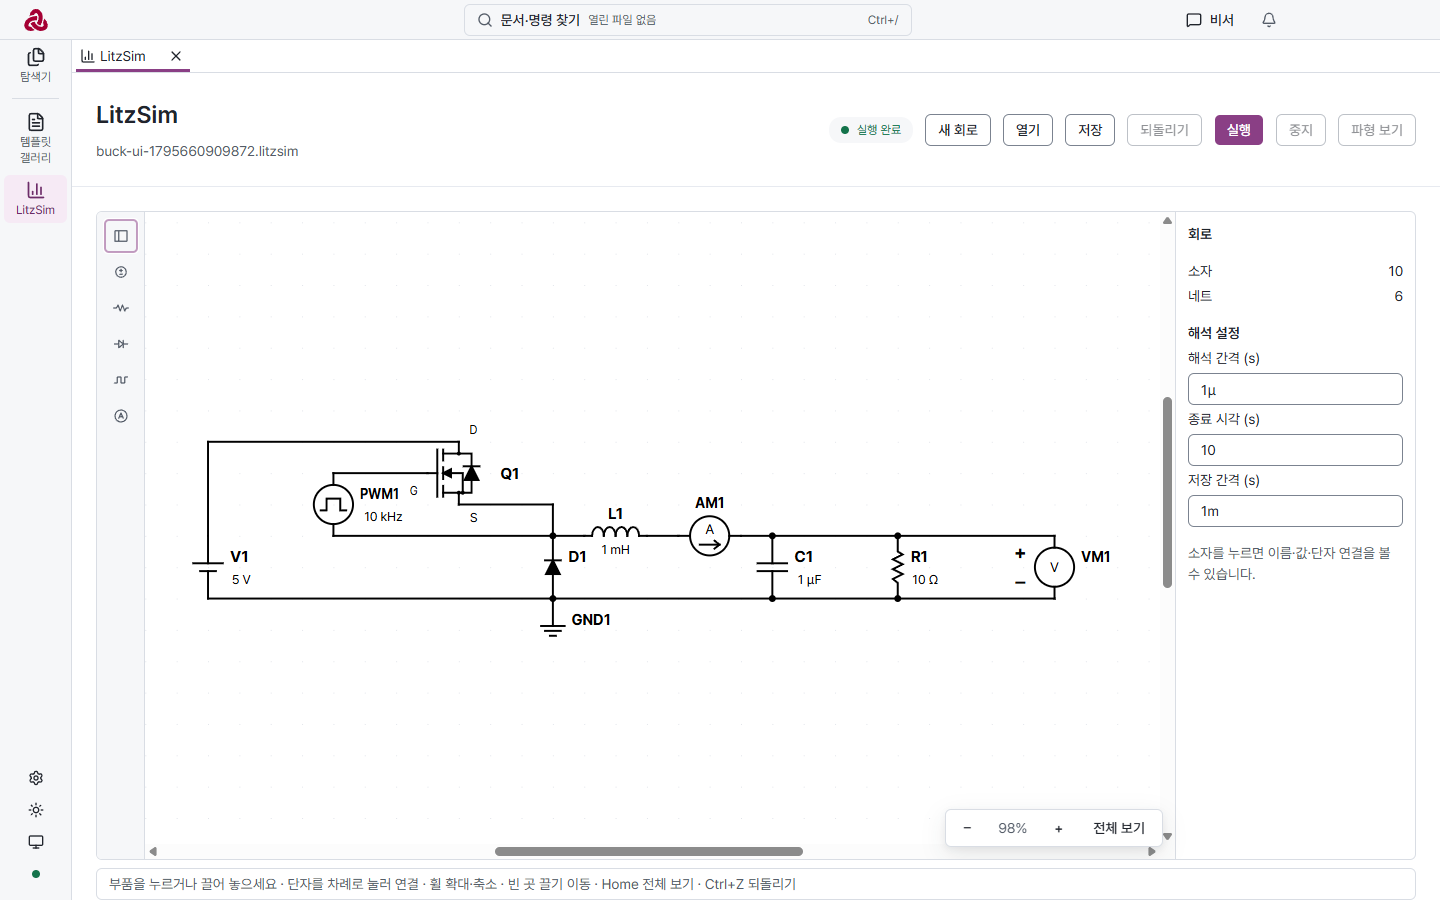 문서·명령 찾기 열린 파일 없음 Ctrl+/
비서
탐색기
템플릿
갤러리
LitzSim
LitzSim
LitzSim
buck-ui-1795660909872.litzsim
실행 완료
새 회로
열기
저장
되돌리기
실행
중지
파형 보기
D
Q1
PWM1
G
10 kHz
S
V1
5 V
L1
1 mH
AM1
A
D1
C1
1 µF
R1
10 Ω
+
−
V
VM1
GND1
회로
소자 10
네트 6
해석 설정
해석 간격 (s)
1µ
종료 시각 (s)
10
저장 간격 (s)
1m
소자를 누르면 이름·값·단자 연결을 볼
수 있습니다.
− 98% + 전체 보기
부품을 누르거나 끌어 놓으세요 · 단자를 차례로 눌러 연결 · 휠 확대·축소 · 빈 곳 끌기 이동 · Home 전체 보기 · Ctrl+Z 되돌리기